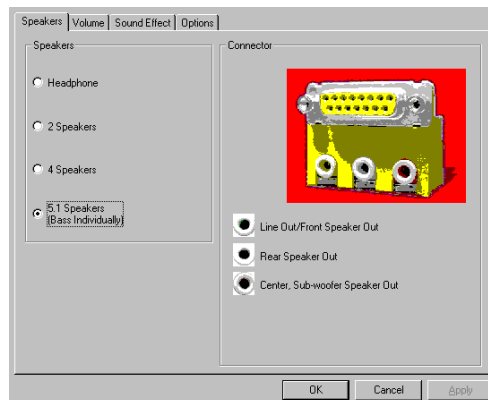 Speakers Volume Sound Effect Options
Speakers
Headphone
2 Speakers
4 Speakers
5.1 Speakers
(Bass Individually)
Connector
Line Out/Front Speaker Out
Rear Speaker Out
Center, Sub-woofer Speaker Out
OK Cancel Apply